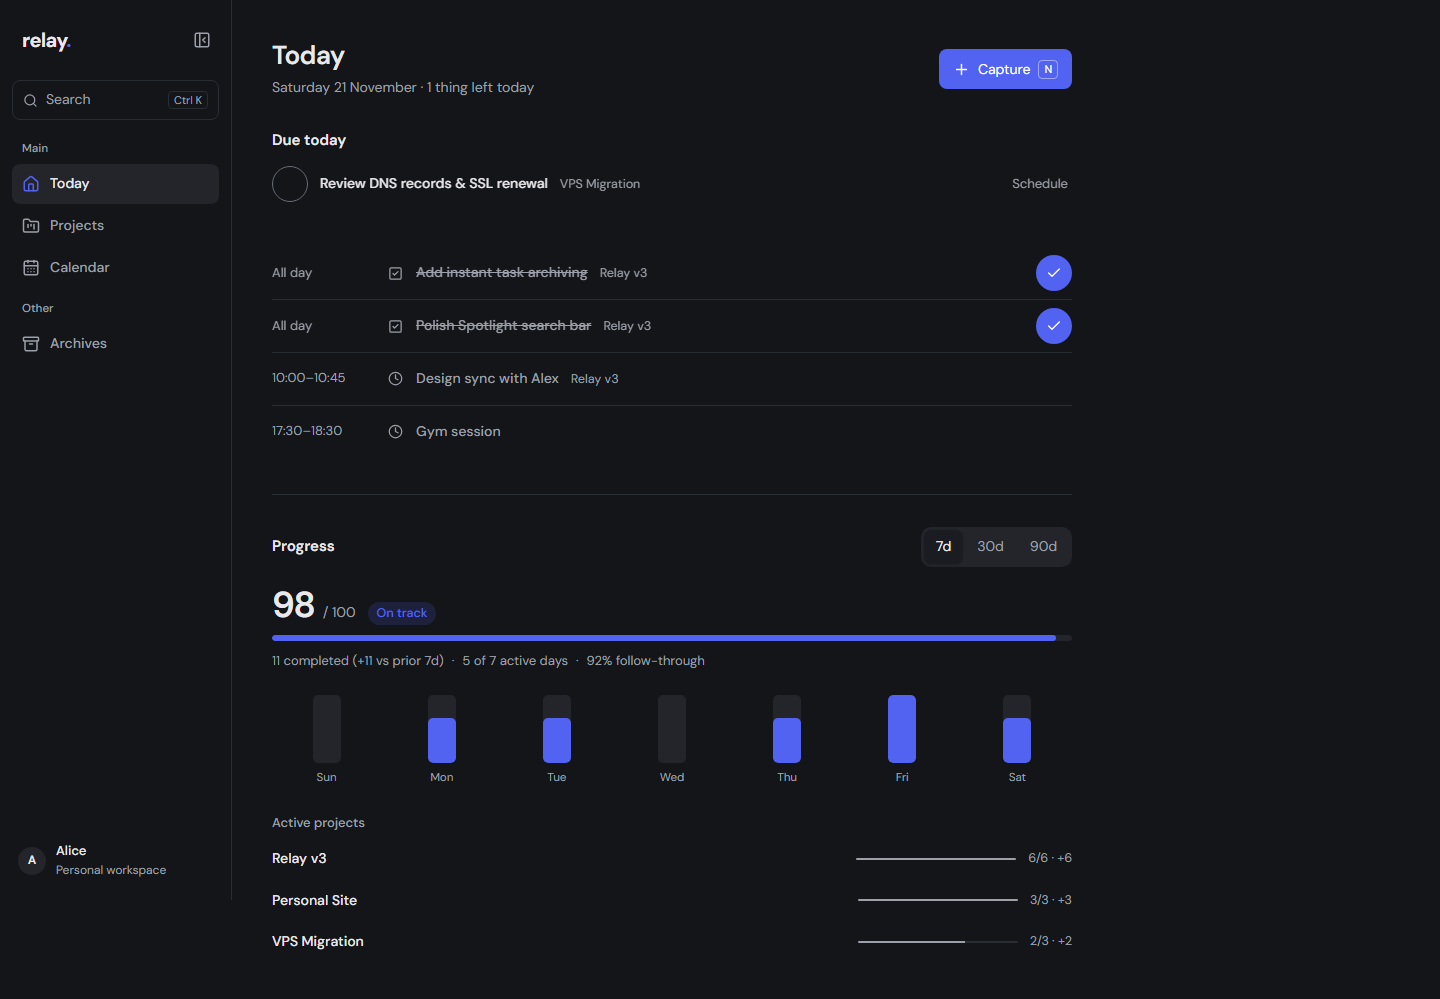 relay.
Search Ctrl K
Main
Today
Projects
Calendar
Other
Archives
A
Alice
Personal workspace
Today
Saturday 21 November · 1 thing left today
+ Capture N
Due today
Review DNS records & SSL renewal VPS Migration Schedule
All day Add instant task archiving Relay v3
All day Polish Spotlight search bar Relay v3
10:00–10:45 Design sync with Alex Relay v3
17:30–18:30 Gym session
Progress 7d 30d 90d
98 / 100 On track
11 completed (+11 vs prior 7d) · 5 of 7 active days · 92% follow-through
Sun Mon Tue Wed Thu Fri Sat
Active projects
Relay v3 6/6 · +6
Personal Site 3/3 · +3
VPS Migration 2/3 · +2